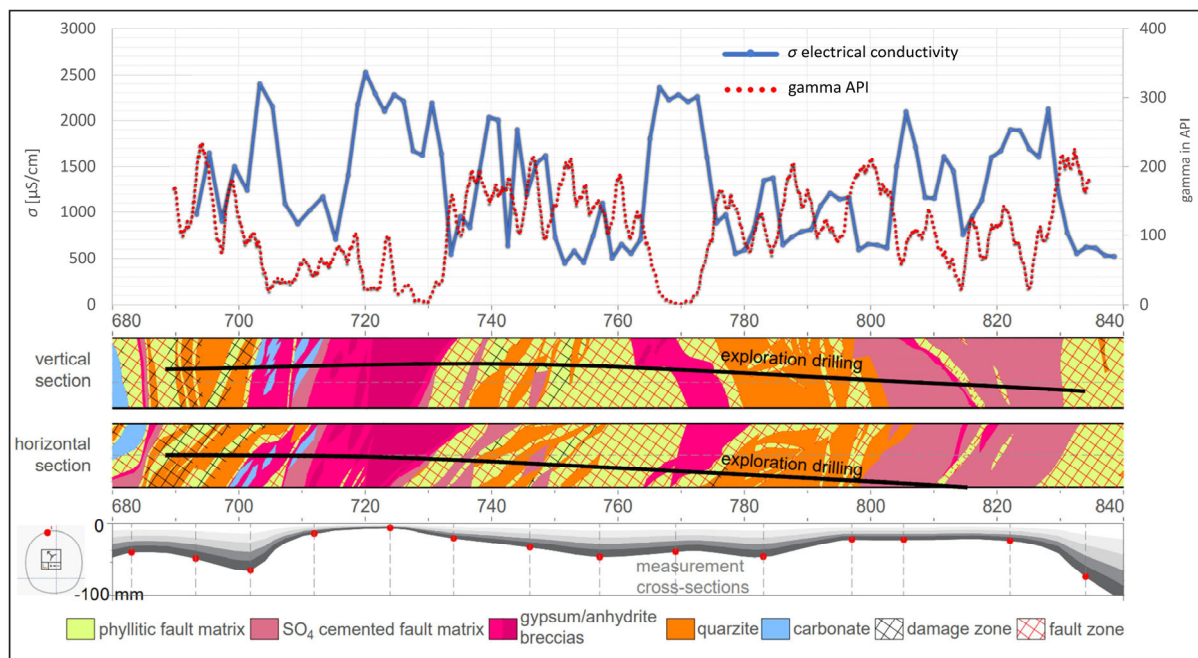 3000
2500
2000
1500
1000
500
0
σ [µS/cm]
400
300
200
100
0
gamma in API
σ electrical conductivity
gamma API
680 700 720 740 760 780 800 820 840
vertical
section
exploration drilling
horizontal
section
exploration drilling
680 700 720 740 760 780 800 820 840
0
-100 mm
measurement
cross-sections
phyllitic fault matrix
SO₄ cemented fault matrix
gypsum/anhydrite
breccias
quarzite
carbonate
damage zone
fault zone